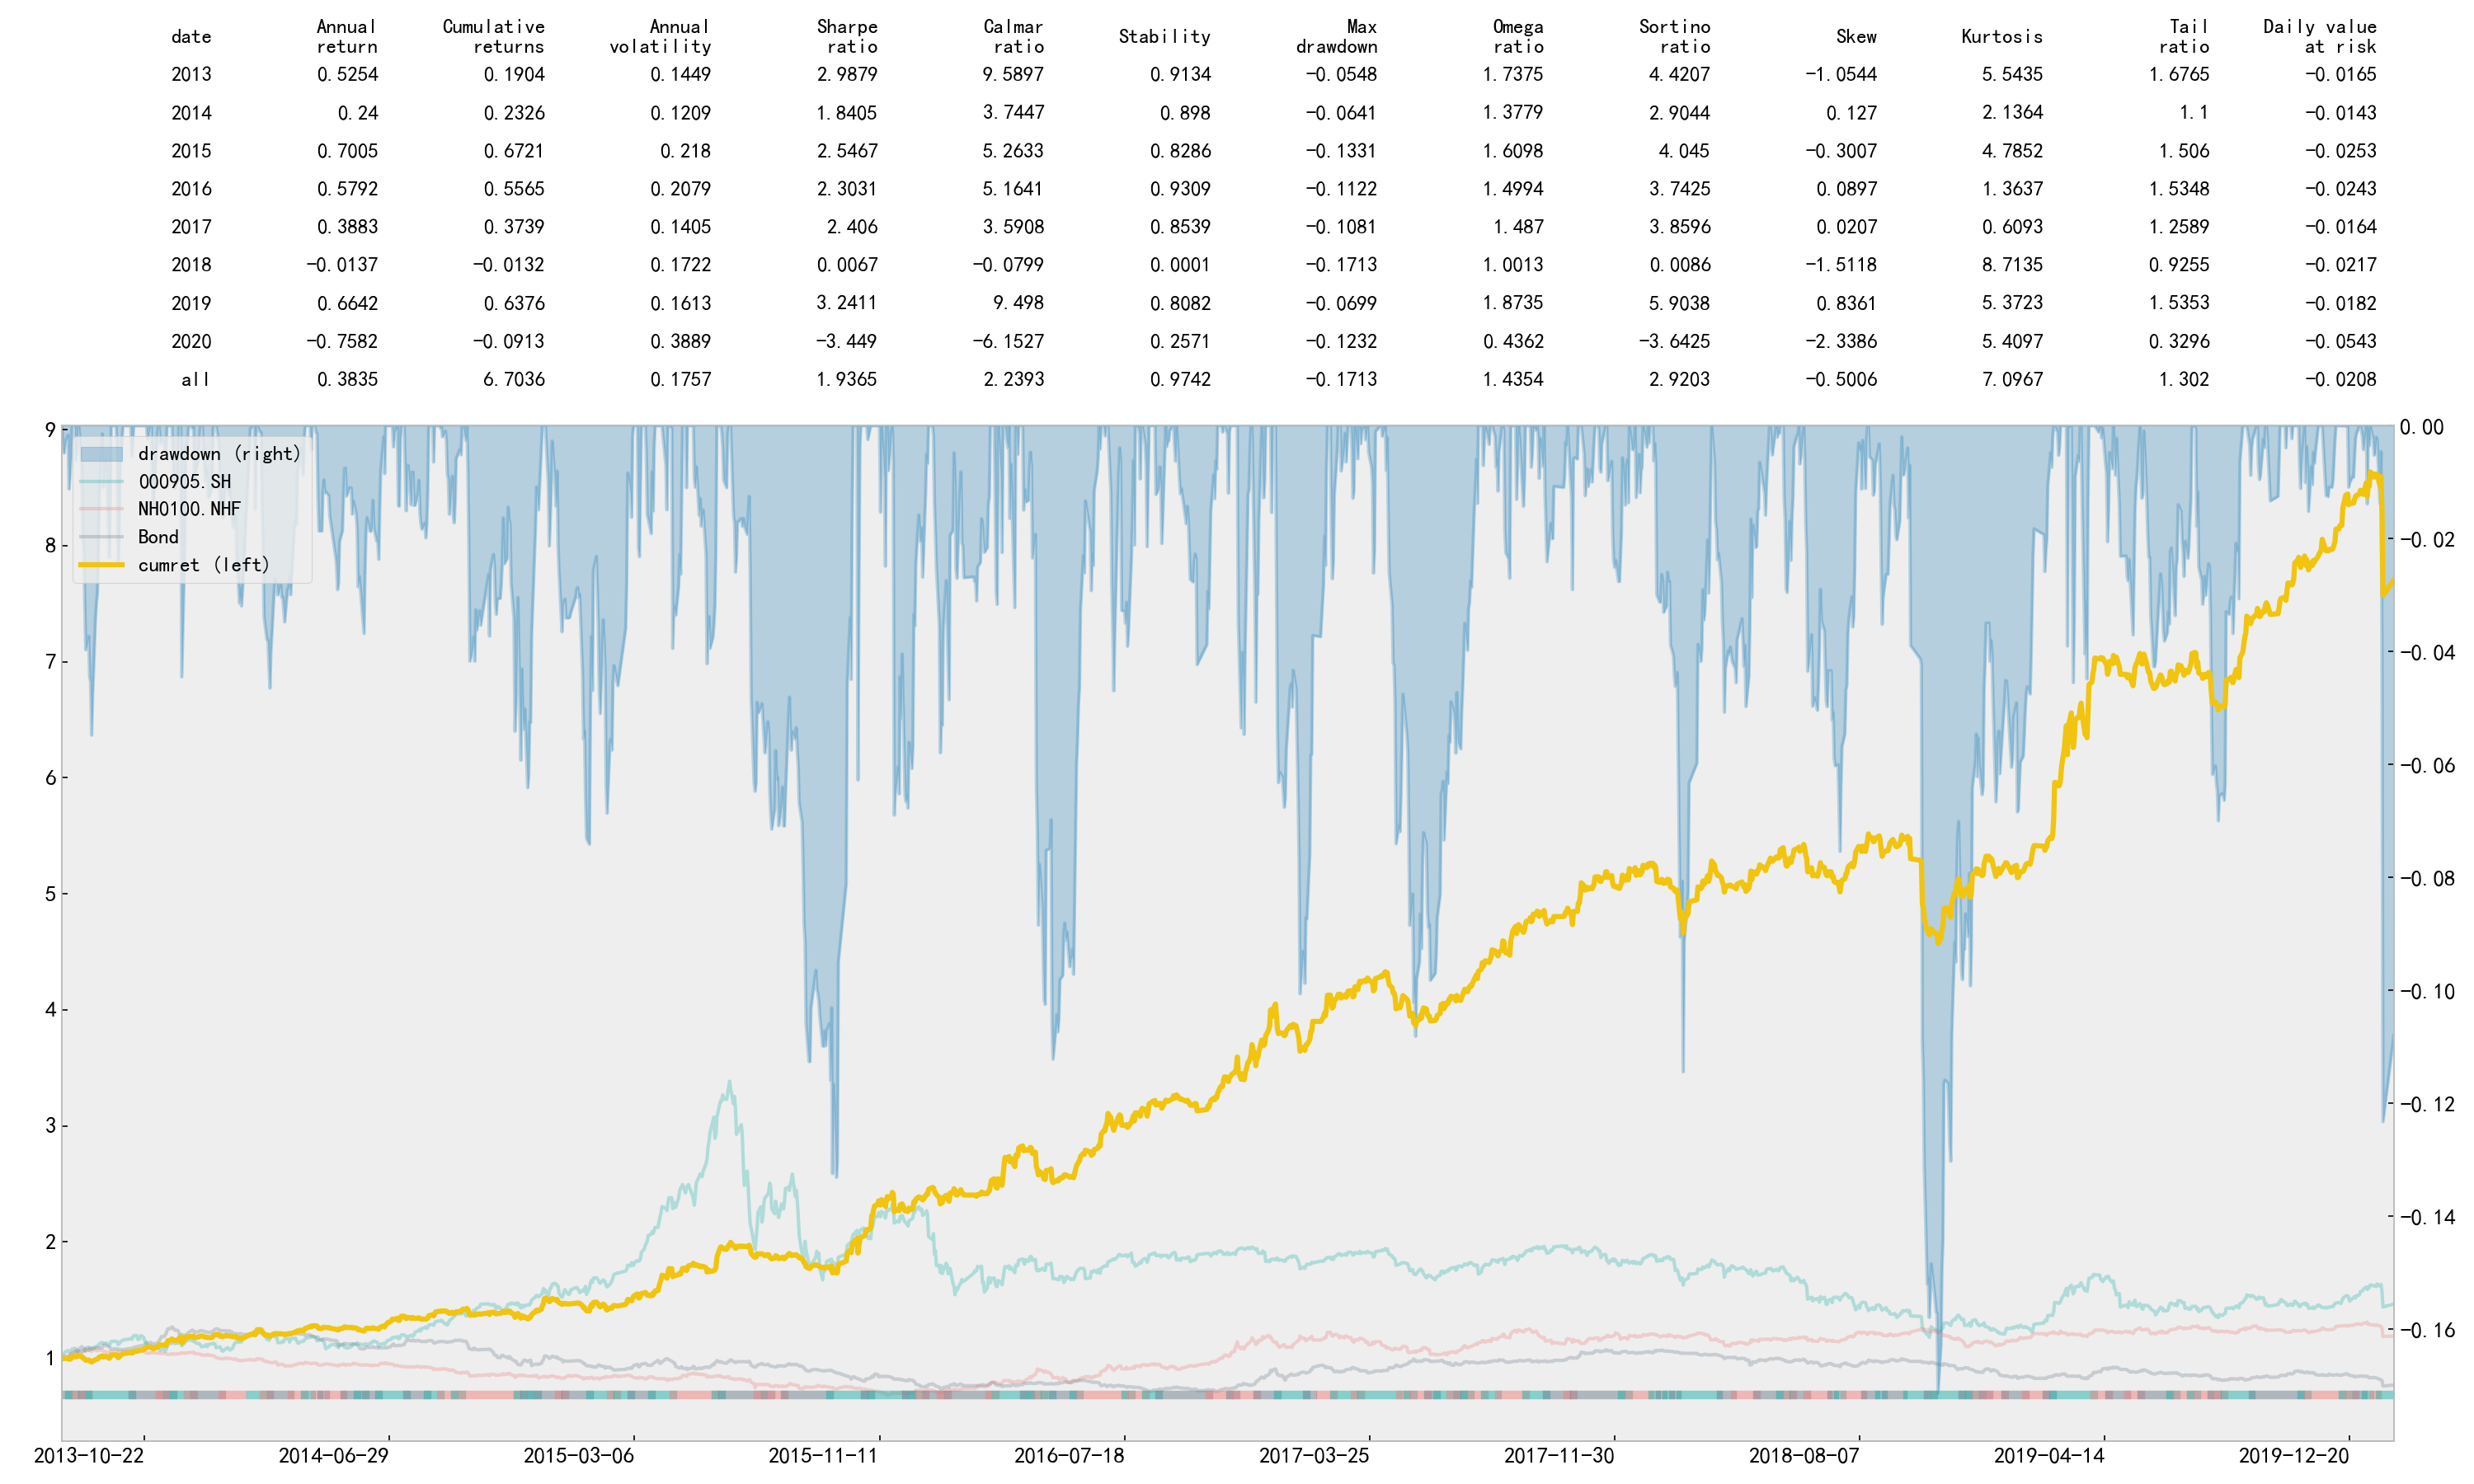 date Annual return Cumulative returns Annual volatility Sharpe ratio Calmar ratio Stability Max drawdown Omega ratio Sortino ratio Skew Kurtosis Tail ratio Daily value at risk
2013 0.5254 0.1904 0.1449 2.9879 9.5897 0.9134 −0.0548 1.7375 4.4207 −1.0544 5.5435 1.6765 −0.0165
2014 0.24 0.2326 0.1209 1.8405 3.7447 0.898 −0.0641 1.3779 2.9044 0.127 2.1364 1.1 −0.0143
2015 0.7005 0.6721 0.218 2.5467 5.2633 0.8286 −0.1331 1.6098 4.045 −0.3007 4.7852 1.506 −0.0253
2016 0.5792 0.5565 0.2079 2.3031 5.1641 0.9309 −0.1122 1.4994 3.7425 0.0897 1.3637 1.5348 −0.0243
2017 0.3883 0.3739 0.1405 2.406 3.5908 0.8539 −0.1081 1.487 3.8596 0.0207 0.6093 1.2589 −0.0164
2018 −0.0137 −0.0132 0.1722 0.0067 −0.0799 0.0001 −0.1713 1.0013 0.0086 −1.5118 8.7135 0.9255 −0.0217
2019 0.6642 0.6376 0.1613 3.2411 9.498 0.8082 −0.0699 1.8735 5.9038 0.8361 5.3723 1.5353 −0.0182
2020 −0.7582 −0.0913 0.3889 −3.449 −6.1527 0.2571 −0.1232 0.4362 −3.6425 −2.3386 5.4097 0.3296 −0.0543
all 0.3835 6.7036 0.1757 1.9365 2.2393 0.9742 −0.1713 1.4354 2.9203 −0.5006 7.0967 1.302 −0.0208
drawdown (right)
000905.SH
NH0100.NHF
Bond
cumret (left)
9
8
7
6
5
4
3
2
1
0.00
−0.02
−0.04
−0.06
−0.08
−0.10
−0.12
−0.14
−0.16
2013−10−22 2014−06−29 2015−03−06 2015−11−11 2016−07−18 2017−03−25 2017−11−30 2018−08−07 2019−04−14 2019−12−20